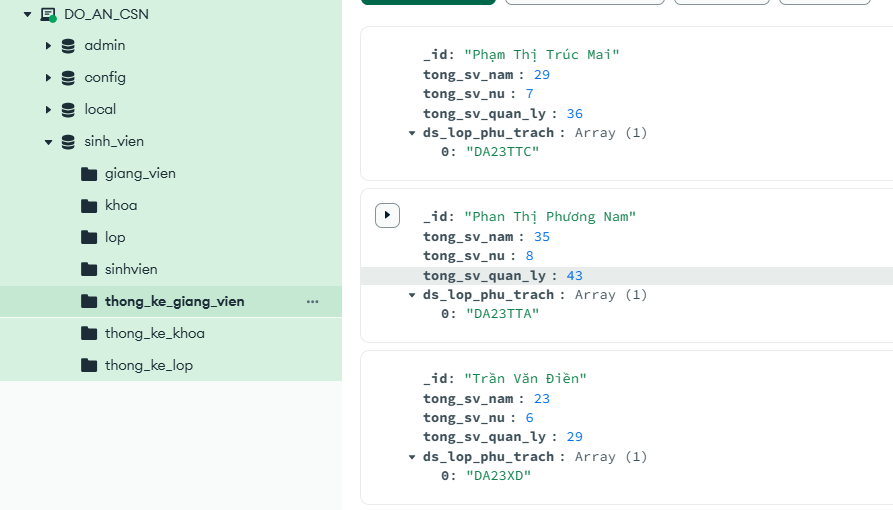 DO_AN_CSN
admin
config
local
sinh_vien
giang_vien
khoa
lop
sinhvien
thong_ke_giang_vien
thong_ke_khoa
thong_ke_lop
_id: "Phạm Thị Trúc Mai"
tong_sv_nam : 29
tong_sv_nu : 7
tong_sv_quan_ly : 36
ds_lop_phu_trach : Array (1)
0: "DA23TTC"
_id: "Phan Thị Phương Nam"
tong_sv_nam : 35
tong_sv_nu : 8
tong_sv_quan_ly : 43
ds_lop_phu_trach : Array (1)
0: "DA23TTA"
_id: "Trần Văn Điền"
tong_sv_nam : 23
tong_sv_nu : 6
tong_sv_quan_ly : 29
ds_lop_phu_trach : Array (1)
0: "DA23XD"